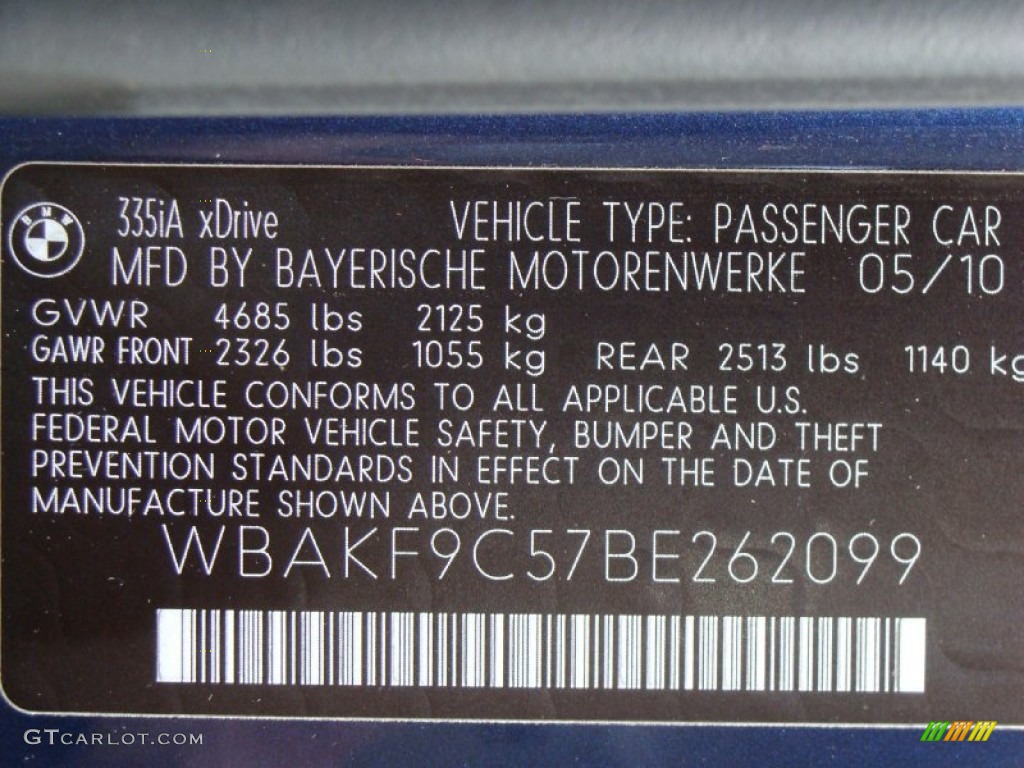 BMW
335iA xDrive VEHICLE TYPE: PASSENGER CAR
MFD BY BAYERISCHE MOTORENWERKE 05/10
GVWR 4685 lbs 2125 kg
GAWR FRONT 2326 lbs 1055 kg REAR 2513 lbs 1140 kg
THIS VEHICLE CONFORMS TO ALL APPLICABLE U.S.
FEDERAL MOTOR VEHICLE SAFETY, BUMPER AND THEFT
PREVENTION STANDARDS IN EFFECT ON THE DATE OF
MANUFACTURE SHOWN ABOVE.
WBAKF9C57BE262099
GTCARLOT.COM